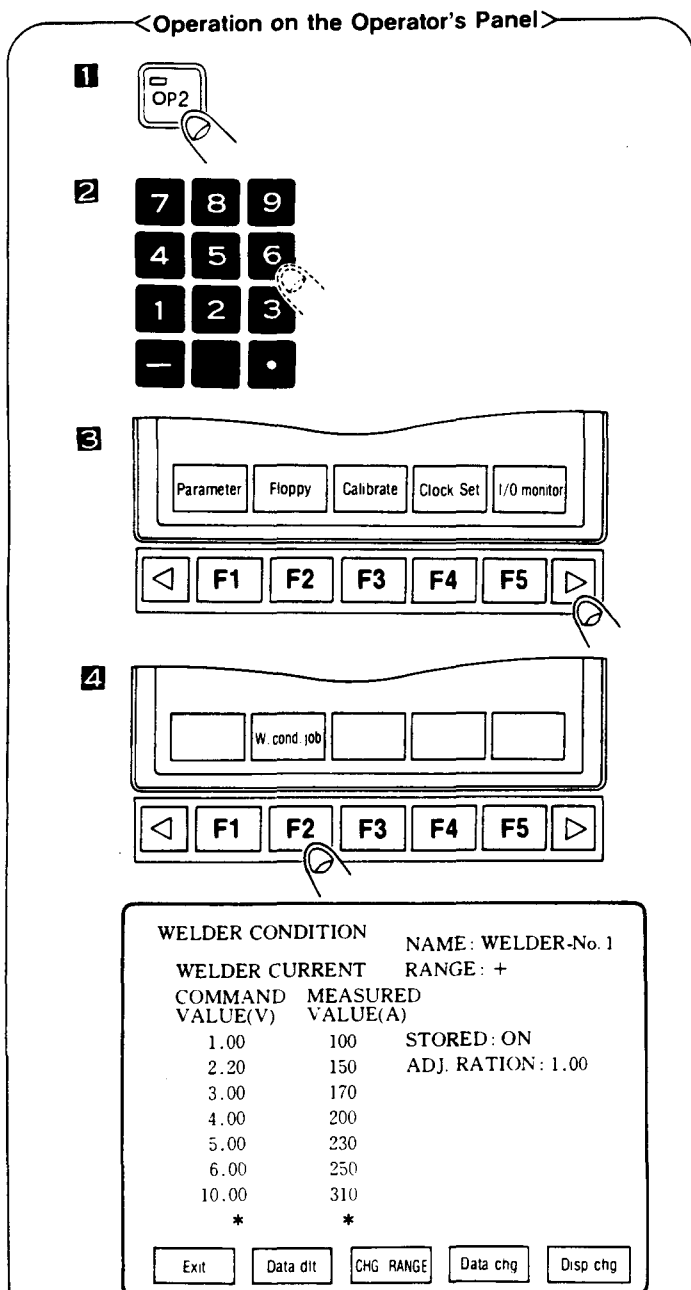 <Operation on the Operator's Panel>
1
OP2
2
7 8 9
4 5 6
1 2 3
— •
3
Parameter Floppy Calibrate Clock Set I/O monitor
◁ F1 F2 F3 F4 F5 ▷
4
W. cond. job
◁ F1 F2 F3 F4 F5 ▷
WELDER CONDITION NAME: WELDER-No. 1
WELDER CURRENT RANGE: +
COMMAND MEASURED
VALUE(V) VALUE(A)
1.00 100 STORED: ON
2.20 150 ADJ. RATION: 1.00
3.00 170
4.00 200
5.00 230
6.00 250
10.00 310
* *
Exit Data dlt CHG RANGE Data chg Disp chg